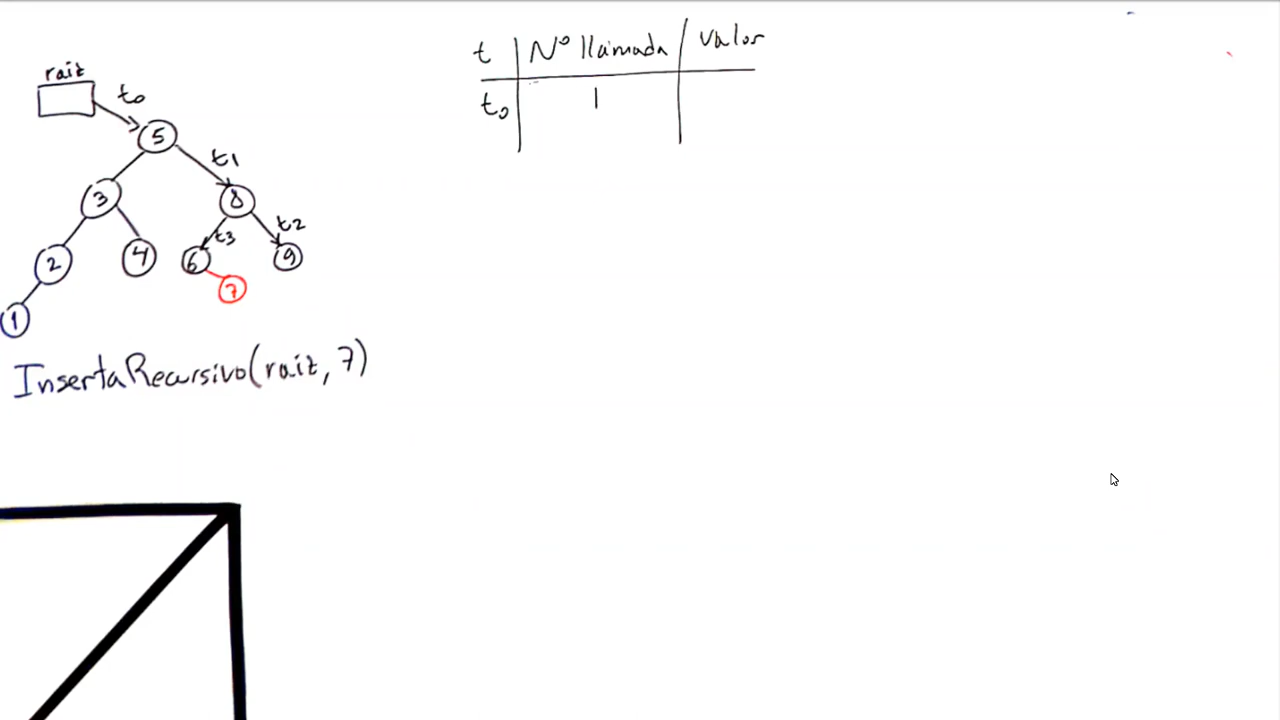 t Nº llamada valor
t0 1
raiz
t0
5
t1
3 8
t3 t2
2 4 6 9
7
1
InsertaRecursivo(raiz, 7)